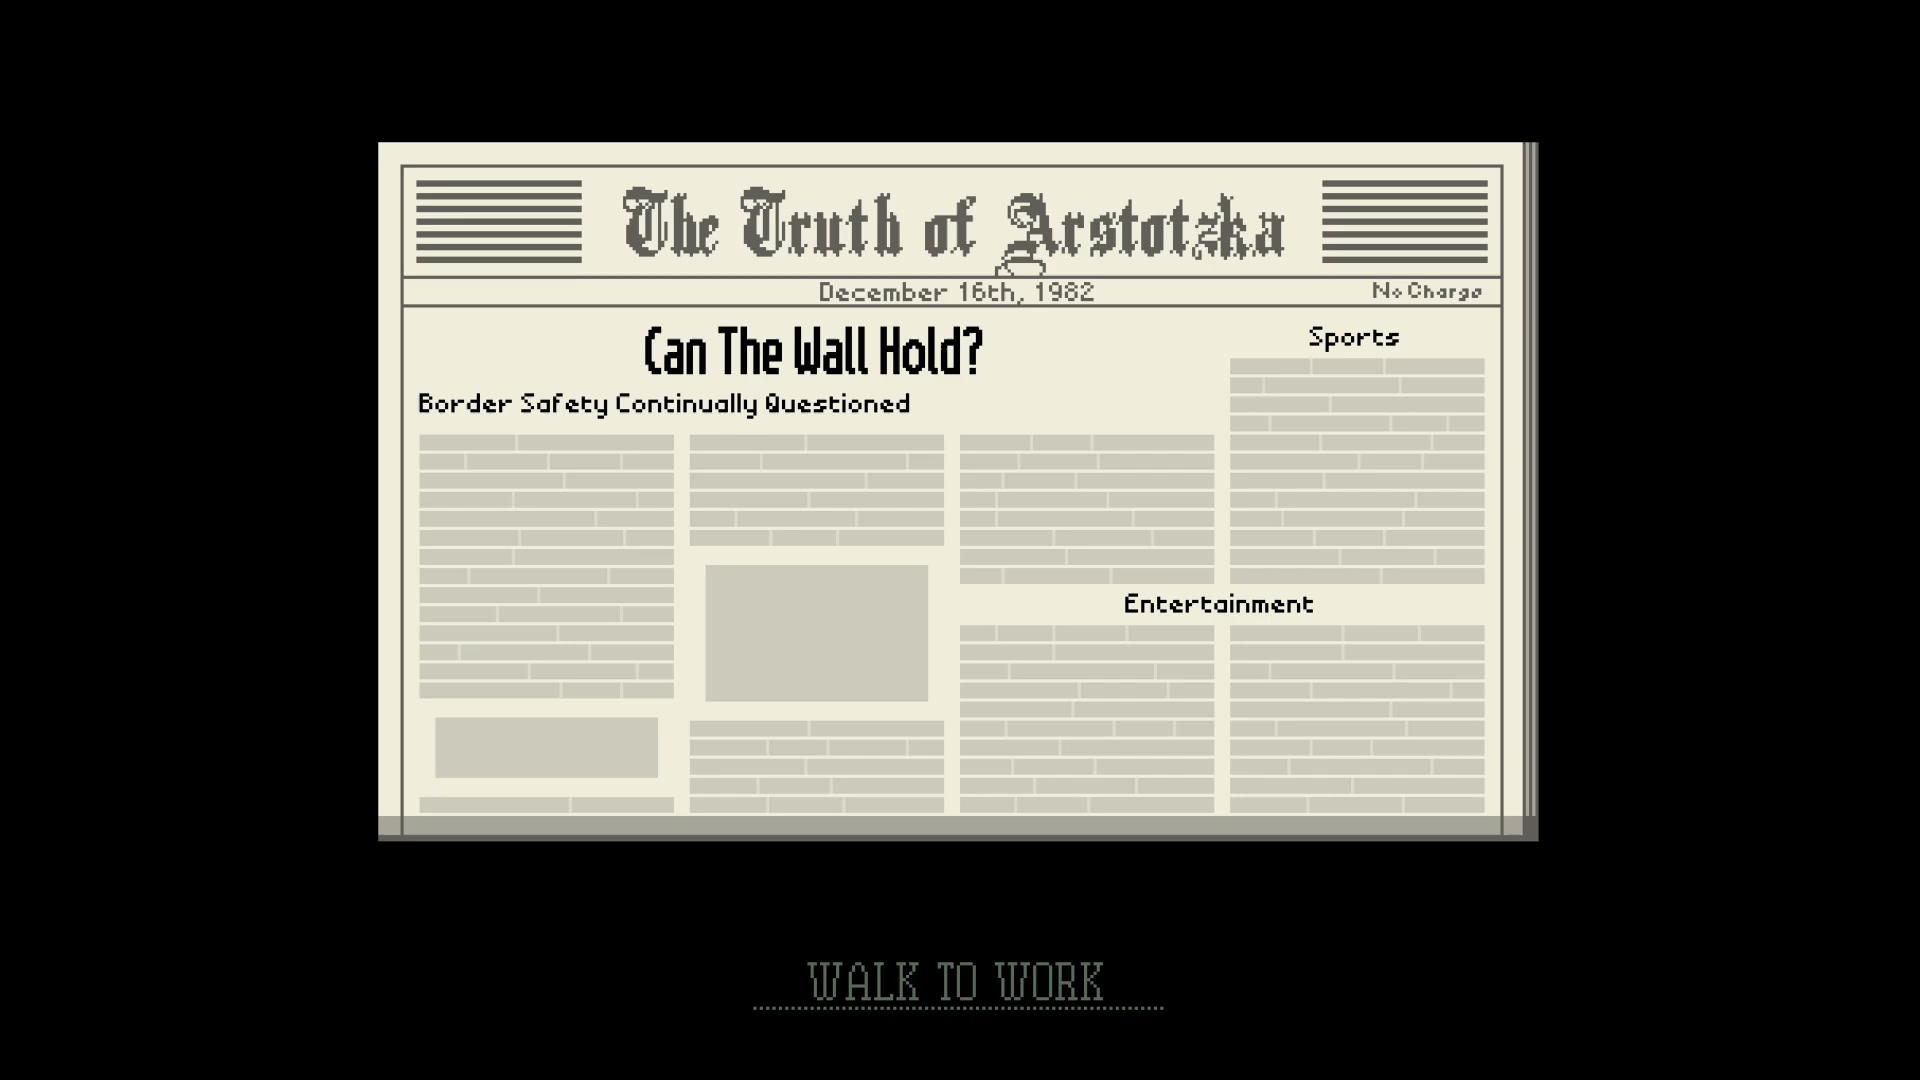 The Truth of Arstotzka
December 16th, 1982
No Charge
Can The Wall Hold?
Border Safety Continually Questioned
Sports
Entertainment
WALK TO WORK